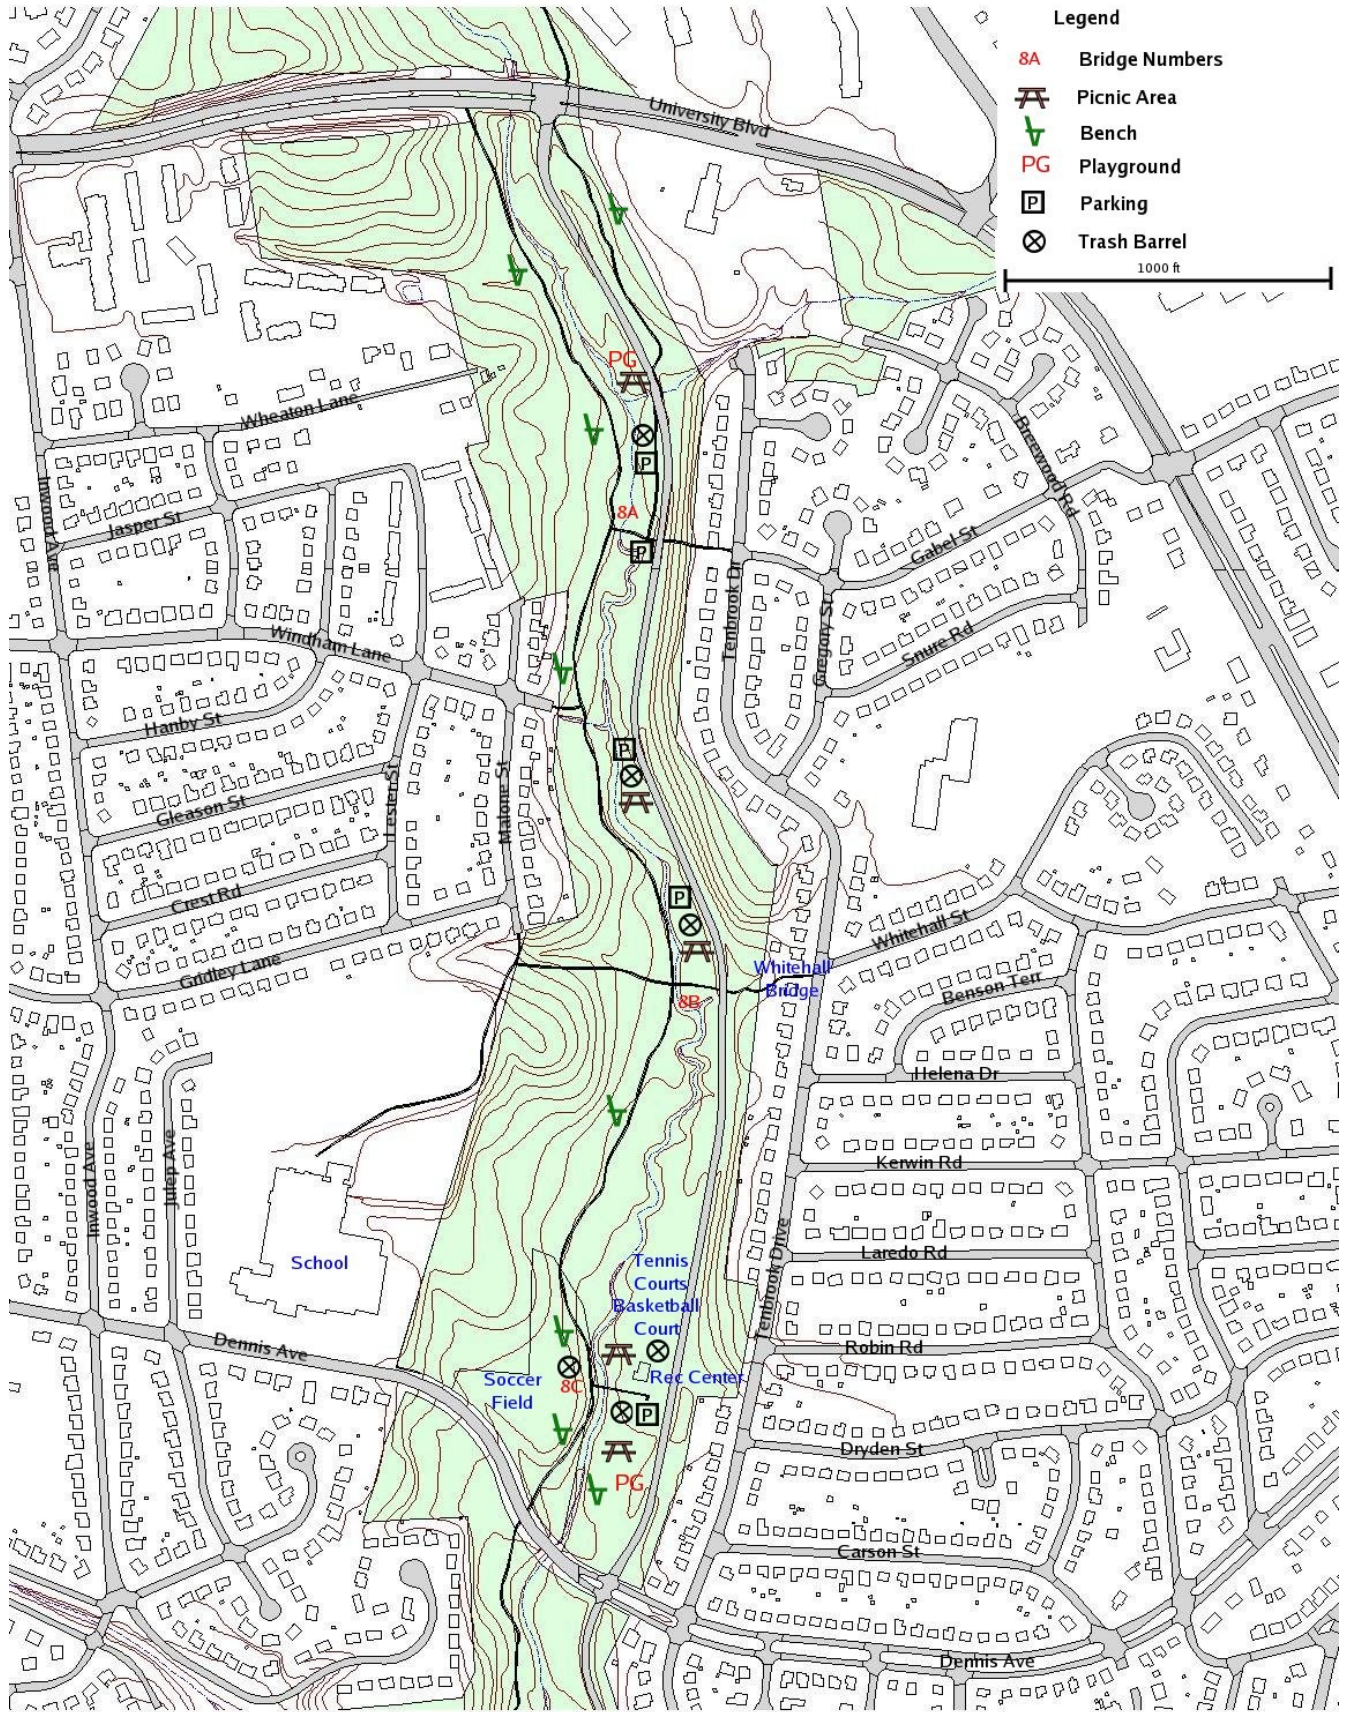 Legend
8A Bridge Numbers
Picnic Area
Bench
PG Playground
P Parking
Trash Barrel
1000 ft
University Blvd
PG
Wheaton Lane
Breewood Rd
P
Inwood Ave
Jasper St
8A
Gabel St
P
Tenbrook Dr
Gregory St
Snure Rd
Windham Lane
Hanby St
P
Gleason St
Lester St
Malone St
Crest Rd
P
Whitehall St
Gridley Lane
Whitehall
Bridge
Benson Terr
8B
Helena Dr
Inwood Ave
Julep Ave
Kerwin Rd
School
Tennis
Courts
Basketball
Court
Tenbrook Drive
Laredo Rd
Dennis Ave
Robin Rd
Soccer
Field
8C
Rec Center
P
Dryden St
PG
Carson St
Dennis Ave